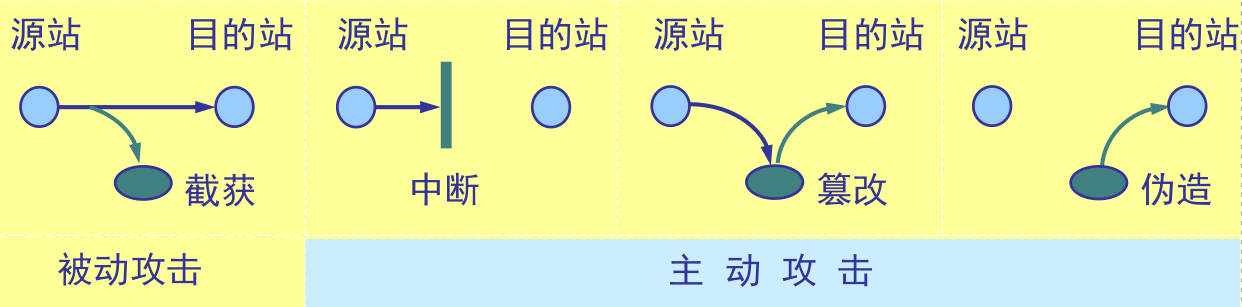 源站 目的站 源站 目的站 源站 目的站 源站 目的站
截获 中断 篡改 伪造
被动攻击 主动攻击